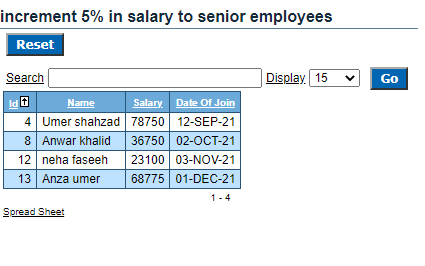 increment 5% in salary to senior employees
Reset
Search Display 15 Go
Id Name Salary Date Of Join
4 Umer shahzad 78750 12-SEP-21
8 Anwar khalid 36750 02-OCT-21
12 neha faseeh 23100 03-NOV-21
13 Anza umer 68775 01-DEC-21
1 - 4
Spread Sheet